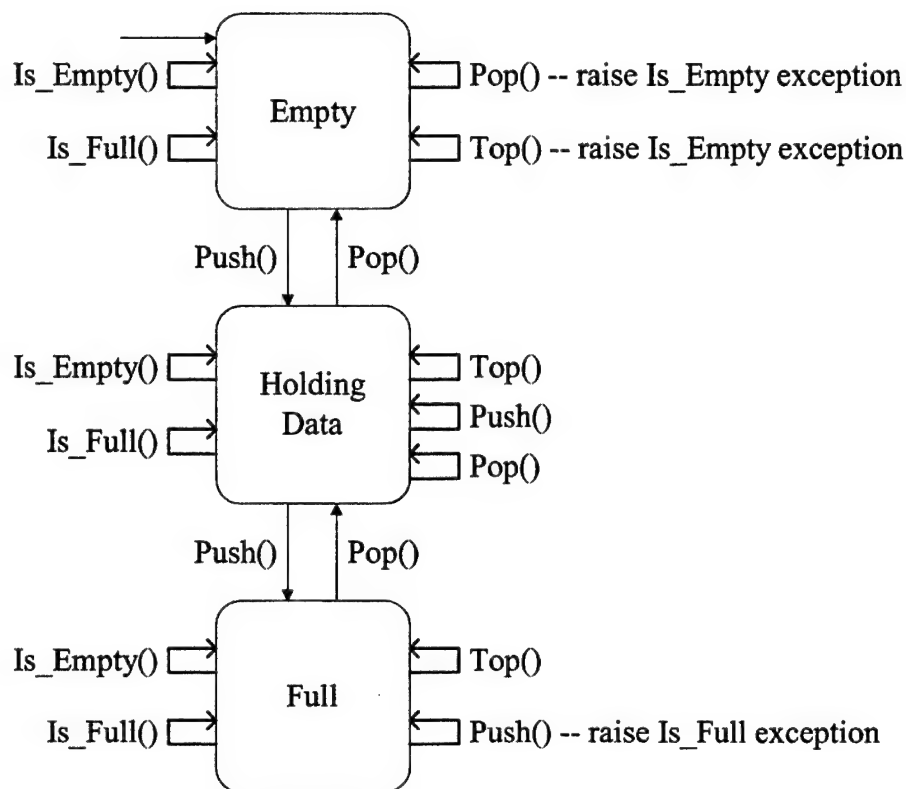 Is_Empty()
Pop() -- raise Is_Empty exception
Empty
Is_Full()
Top() -- raise Is_Empty exception
Push()
Pop()
Is_Empty()
Top()
Holding
Data
Push()
Is_Full()
Pop()
Push()
Pop()
Is_Empty()
Top()
Full
Is_Full()
Push() -- raise Is_Full exception